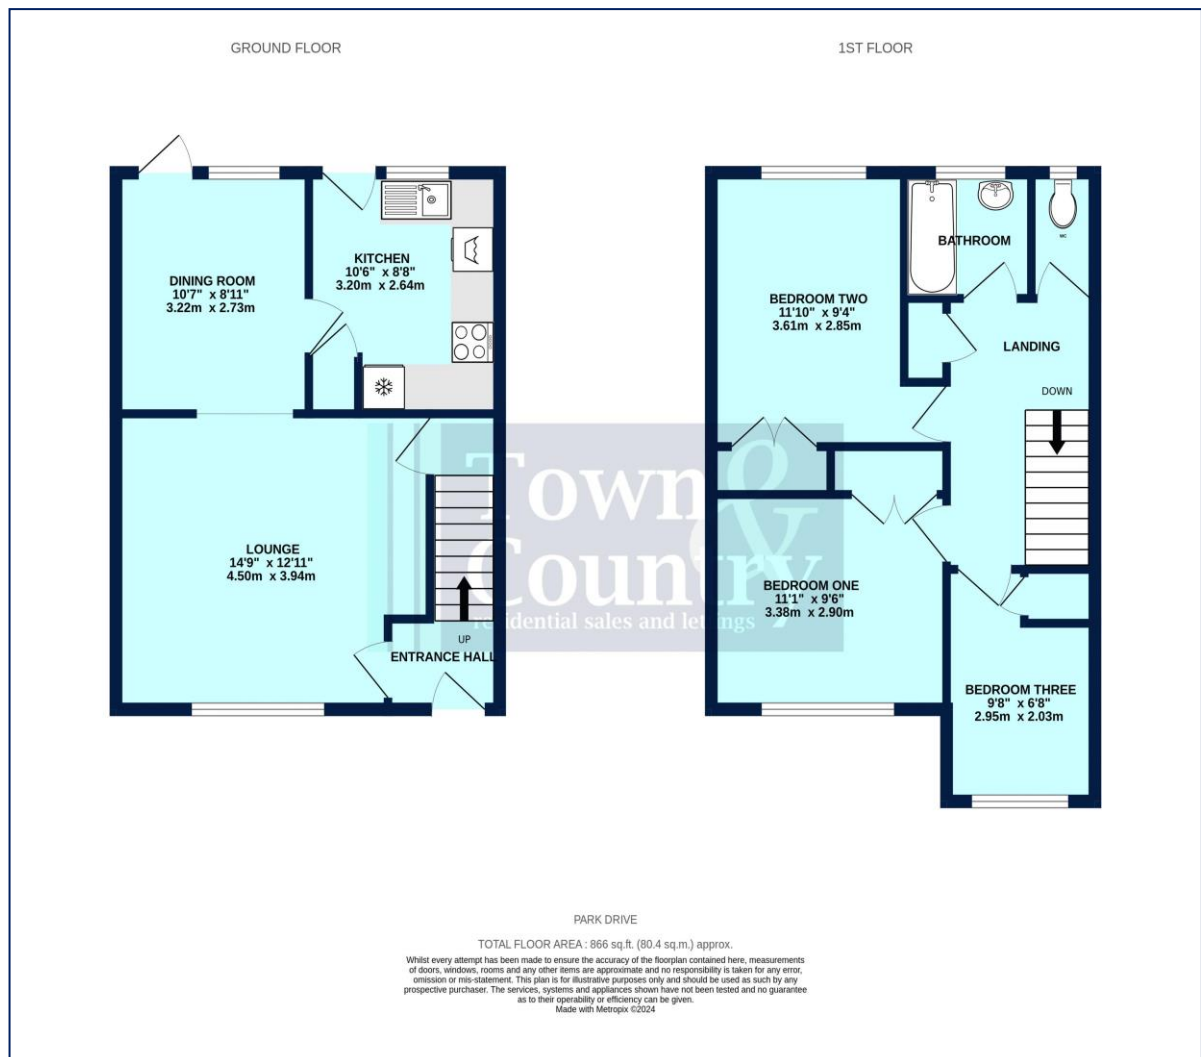 GROUND FLOOR
1ST FLOOR
DINING ROOM
10'7" x 8'11"
3.22m x 2.73m
KITCHEN
10'6" x 8'8"
3.20m x 2.64m
LOUNGE
14'9" x 12'11"
4.50m x 3.94m
UP
ENTRANCE HALL
BEDROOM TWO
11'10" x 9'4"
3.61m x 2.85m
BATHROOM
WC
LANDING
DOWN
BEDROOM ONE
11'1" x 9'6"
3.38m x 2.90m
BEDROOM THREE
9'8" x 6'8"
2.95m x 2.03m
Town &
Country
residential sales and lettings
PARK DRIVE
TOTAL FLOOR AREA : 866 sq.ft. (80.4 sq.m.) approx.
Whilst every attempt has been made to ensure the accuracy of the floorplan contained here, measurements
of doors, windows, rooms and any other items are approximate and no responsibility is taken for any error,
omission or mis-statement. This plan is for illustrative purposes only and should be used as such by any
prospective purchaser. The services, systems and appliances shown have not been tested and no guarantee
as to their operability or efficiency can be given.
Made with Metropix ©2024